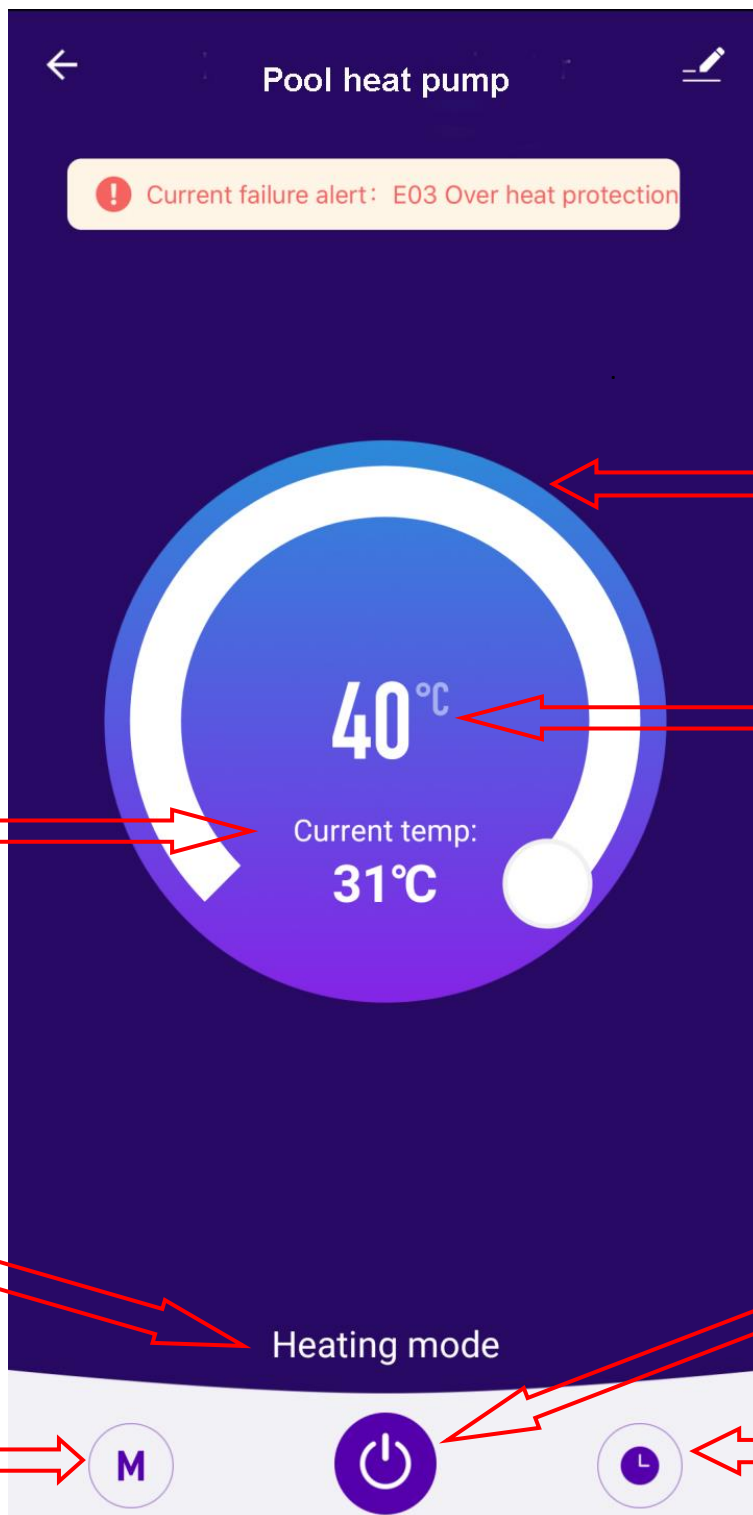 Pool heat pump
Current failure alert: E03 Over heat protection
40°C
Current temp:
31°C
Heating mode
M